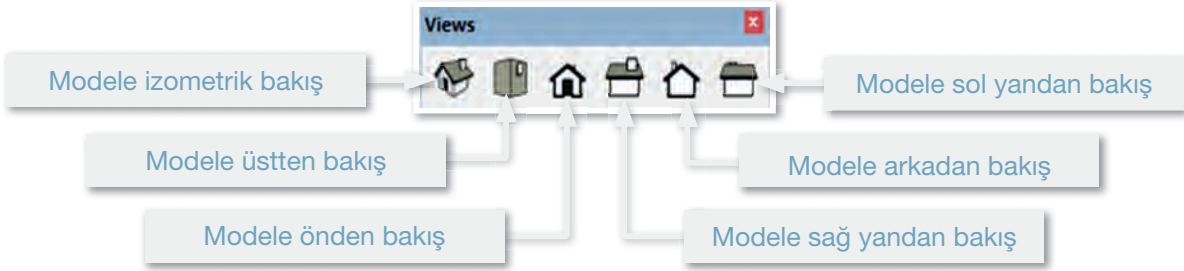 Views
Modele izometrik bakış
Modele sol yandan bakış
Modele üstten bakış
Modele arkadan bakış
Modele önden bakış
Modele sağ yandan bakış